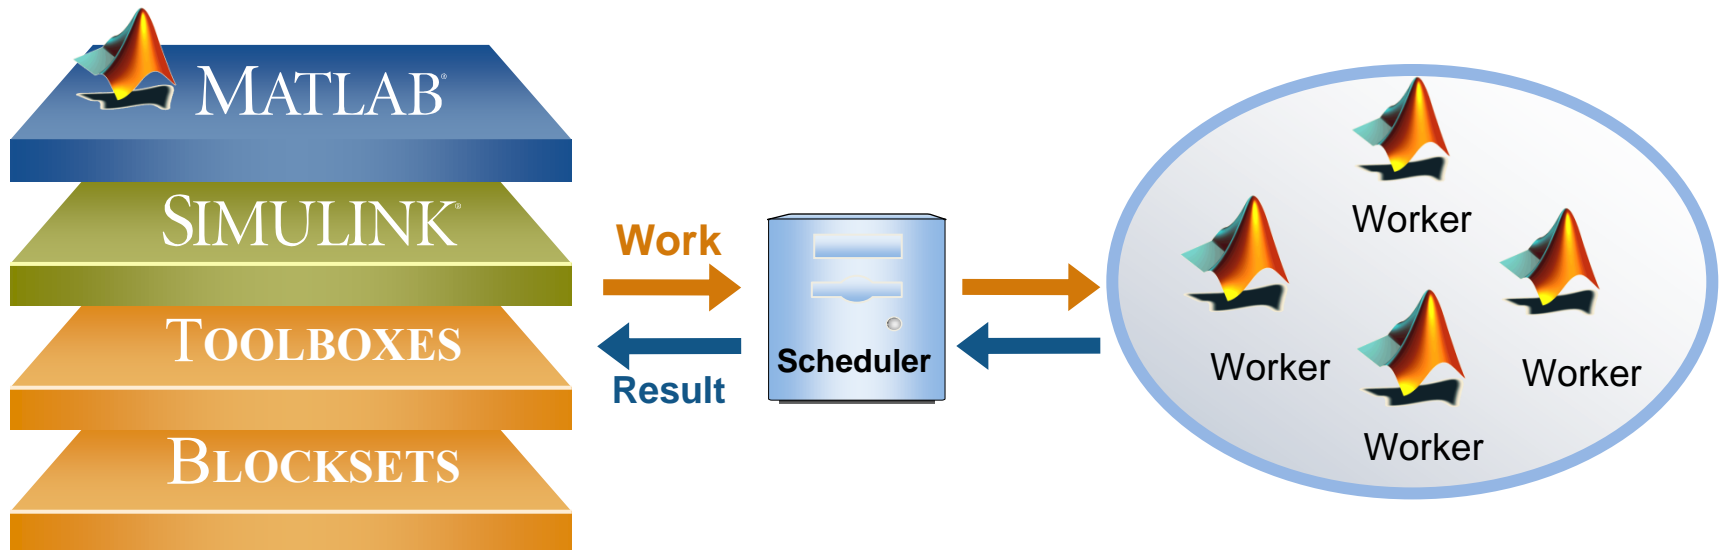 MATLAB®
SIMULINK®
TOOLBOXES
BLOCKSETS
Work
Result
Scheduler
Worker
Worker
Worker
Worker